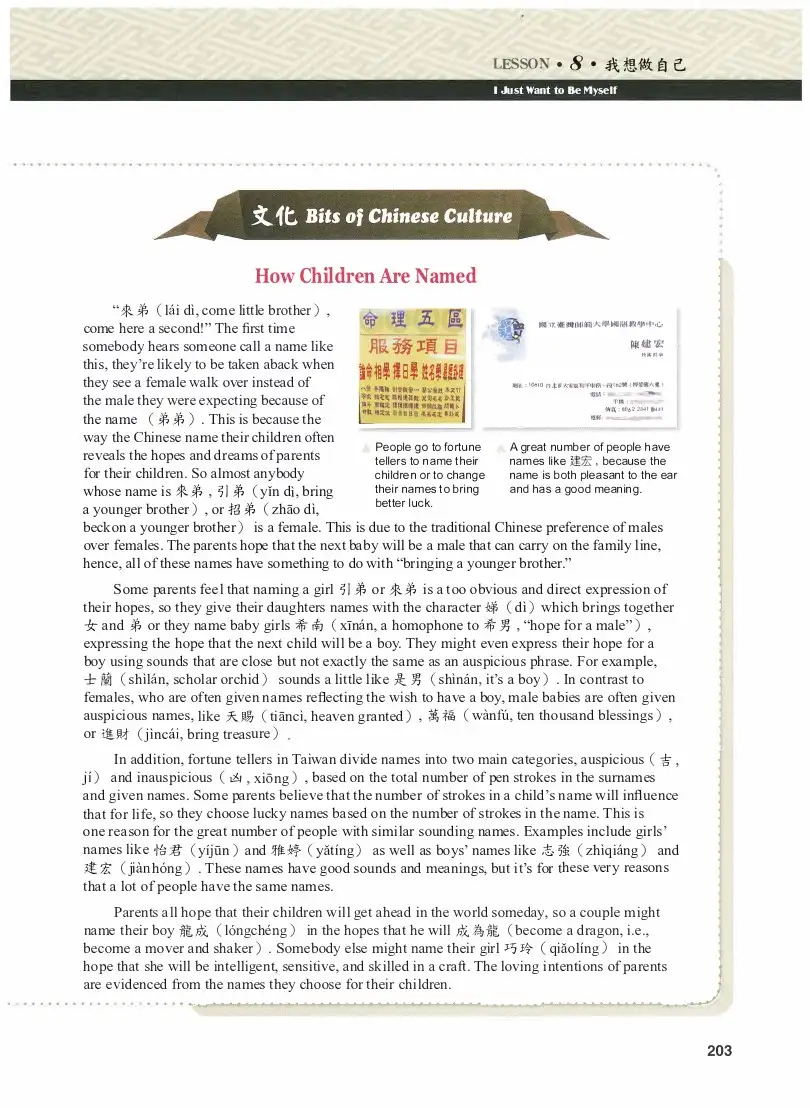 LESSON • 8 • 我想做自己
I Just Want to Be Myself
文化 Bits of Chinese Culture
How Children Are Named
“來弟（lái dì, come little brother）,
come here a second!” The first time
somebody hears someone call a name like
this, they’re likely to be taken aback when
they see a female walk over instead of
the male they were expecting because of
the name （弟弟）. This is because the
way the Chinese name their children often
reveals the hopes and dreams of parents
for their children. So almost anybody
whose name is 來弟 , 引弟（yǐn dì, bring
a younger brother）, or 招弟（zhāo dì,
beckon a younger brother）is a female. This is due to the traditional Chinese preference of males
over females. The parents hope that the next baby will be a male that can carry on the family line,
hence, all of these names have something to do with “bringing a younger brother.”
命理五區
服務項目
論命相學擇日學姓名學
國立臺灣師範大學國語教學中心
陳建宏
People go to fortune
tellers to name their
children or to change
their names to bring
better luck.
A great number of people have
names like 建宏 , because the
name is both pleasant to the ear
and has a good meaning.
Some parents feel that naming a girl 引弟 or 來弟 is a too obvious and direct expression of
their hopes, so they give their daughters names with the character 娣（dì）which brings together
女 and 弟 or they name baby girls 希南（xīnán, a homophone to 希男 , “hope for a male”）,
expressing the hope that the next child will be a boy. They might even express their hope for a
boy using sounds that are close but not exactly the same as an auspicious phrase. For example,
士蘭（shìlán, scholar orchid） sounds a little like 是男（shìnán, it’s a boy）. In contrast to
females, who are often given names reflecting the wish to have a boy, male babies are often given
auspicious names, like 天賜（tiāncì, heaven granted）, 萬福（wànfú, ten thousand blessings）,
or 進財（jìncái, bring treasure）.
In addition, fortune tellers in Taiwan divide names into two main categories, auspicious（吉 ,
jí） and inauspicious（凶 , xiōng）, based on the total number of pen strokes in the surnames
and given names. Some parents believe that the number of strokes in a child’s name will influence
that for life, so they choose lucky names based on the number of strokes in the name. This is
one reason for the great number of people with similar sounding names. Examples include girls’
names like 怡君（yíjūn）and 雅婷（yǎtíng） as well as boys’ names like 志強（zhìqiáng） and
建宏（jiànhóng）. These names have good sounds and meanings, but it’s for these very reasons
that a lot of people have the same names.
Parents all hope that their children will get ahead in the world someday, so a couple might
name their boy 龍成（lóngchéng） in the hopes that he will 成為龍（become a dragon, i.e.,
become a mover and shaker）. Somebody else might name their girl 巧玲（qiǎolíng） in the
hope that she will be intelligent, sensitive, and skilled in a craft. The loving intentions of parents
are evidenced from the names they choose for their children.
203